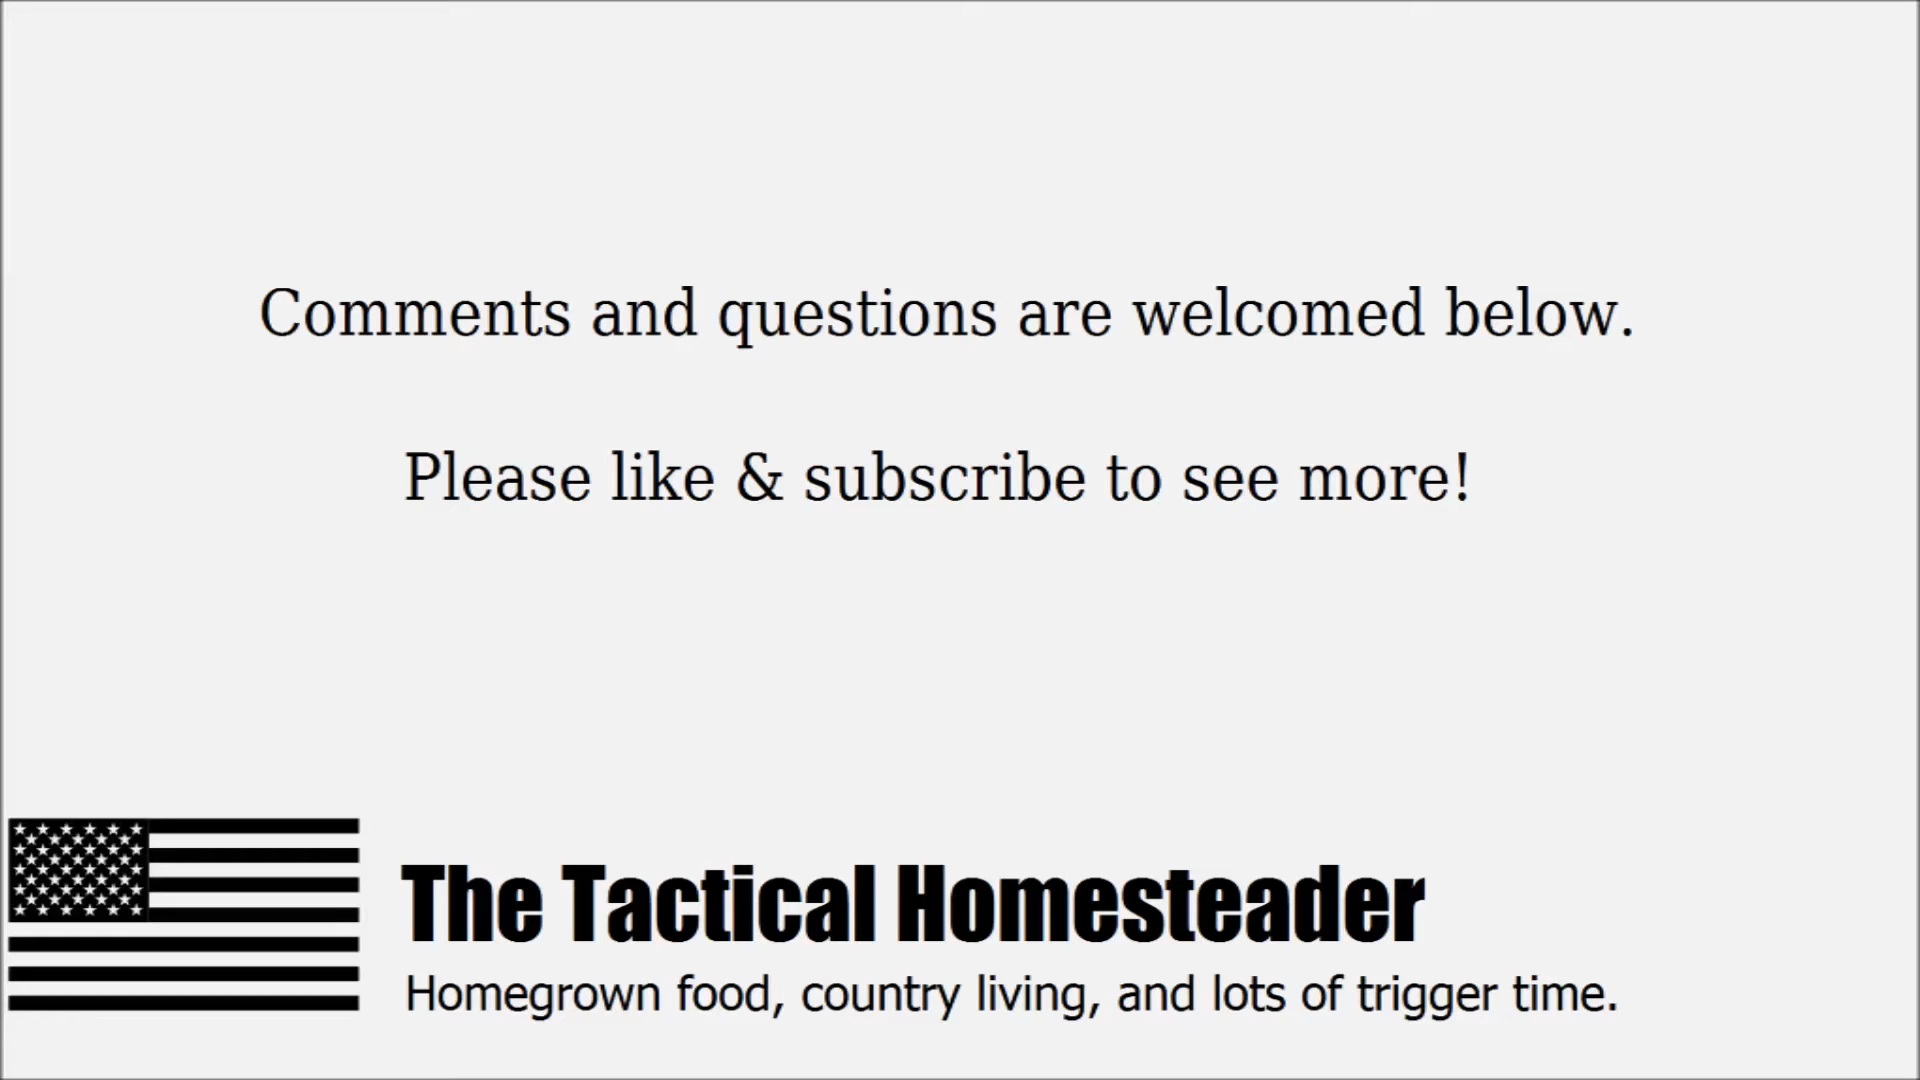 Comments and questions are welcomed below.
Please like & subscribe to see more!
The Tactical Homesteader
Homegrown food, country living, and lots of trigger time.